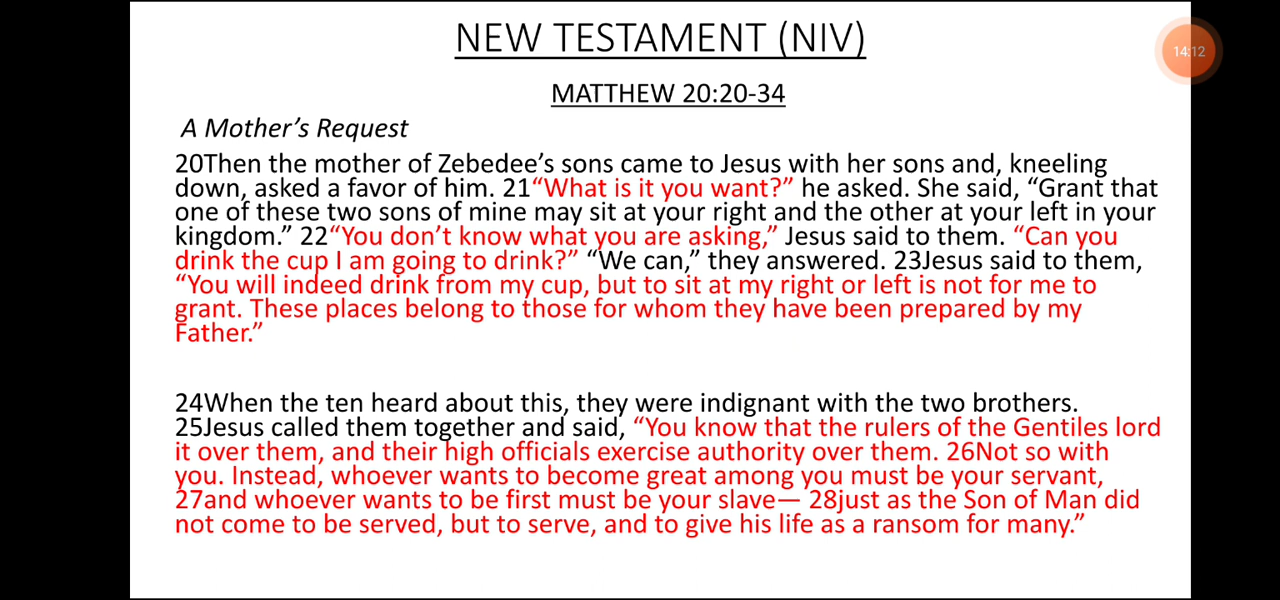 NEW TESTAMENT (NIV)
14:12
MATTHEW 20:20-34
A Mother’s Request
20Then the mother of Zebedee’s sons came to Jesus with her sons and, kneeling
down, asked a favor of him. 21“What is it you want?” he asked. She said, “Grant that
one of these two sons of mine may sit at your right and the other at your left in your
kingdom.” 22“You don’t know what you are asking,” Jesus said to them. “Can you
drink the cup I am going to drink?” “We can,” they answered. 23Jesus said to them,
“You will indeed drink from my cup, but to sit at my right or left is not for me to
grant. These places belong to those for whom they have been prepared by my
Father.”
24When the ten heard about this, they were indignant with the two brothers.
25Jesus called them together and said, “You know that the rulers of the Gentiles lord
it over them, and their high officials exercise authority over them. 26Not so with
you. Instead, whoever wants to become great among you must be your servant,
27and whoever wants to be first must be your slave— 28just as the Son of Man did
not come to be served, but to serve, and to give his life as a ransom for many.”